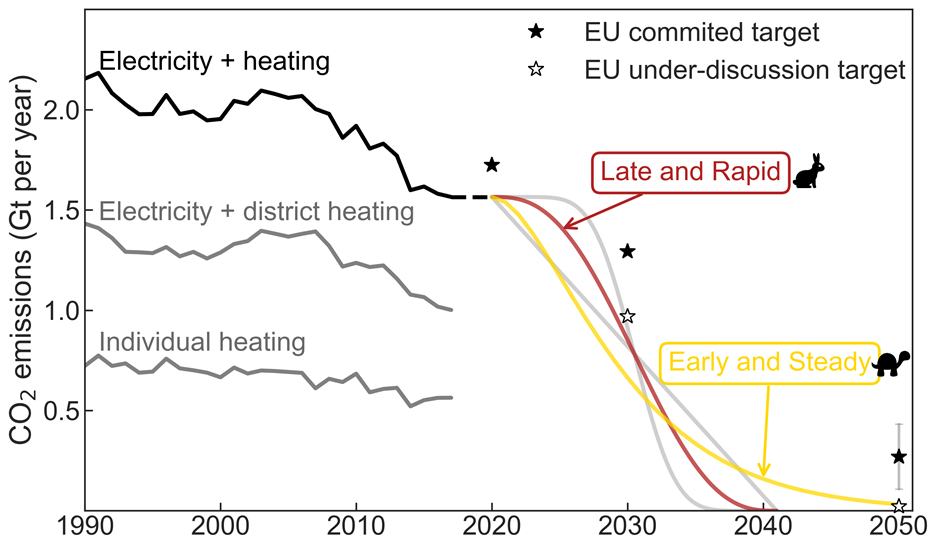 EU commited target
EU under-discussion target
Electricity + heating
Late and Rapid
Electricity + district heating
Individual heating
Early and Steady
CO₂ emissions (Gt per year)
2.0
1.5
1.0
0.5
1990 2000 2010 2020 2030 2040 2050